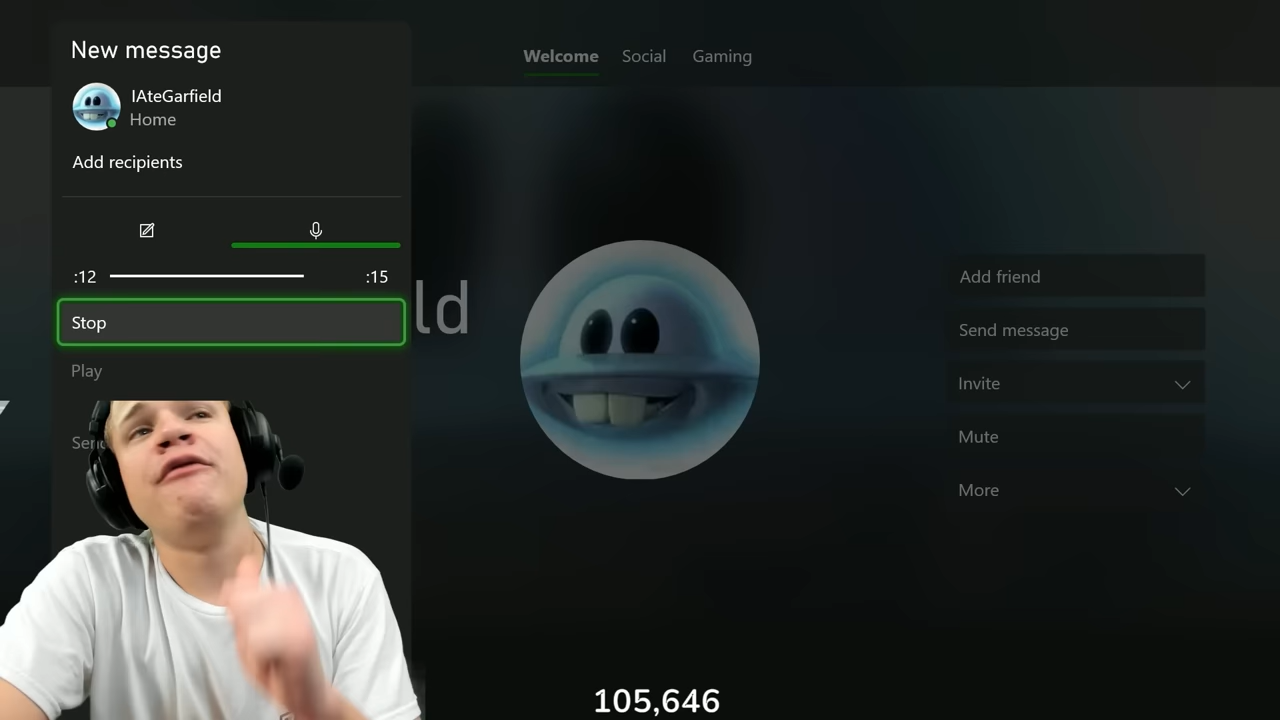 New message
IAteGarfield
Home
Add recipients
:12
:15
Stop
Play
Send
Welcome
Social
Gaming
ld
Add friend
Send message
Invite
Mute
More
105,646